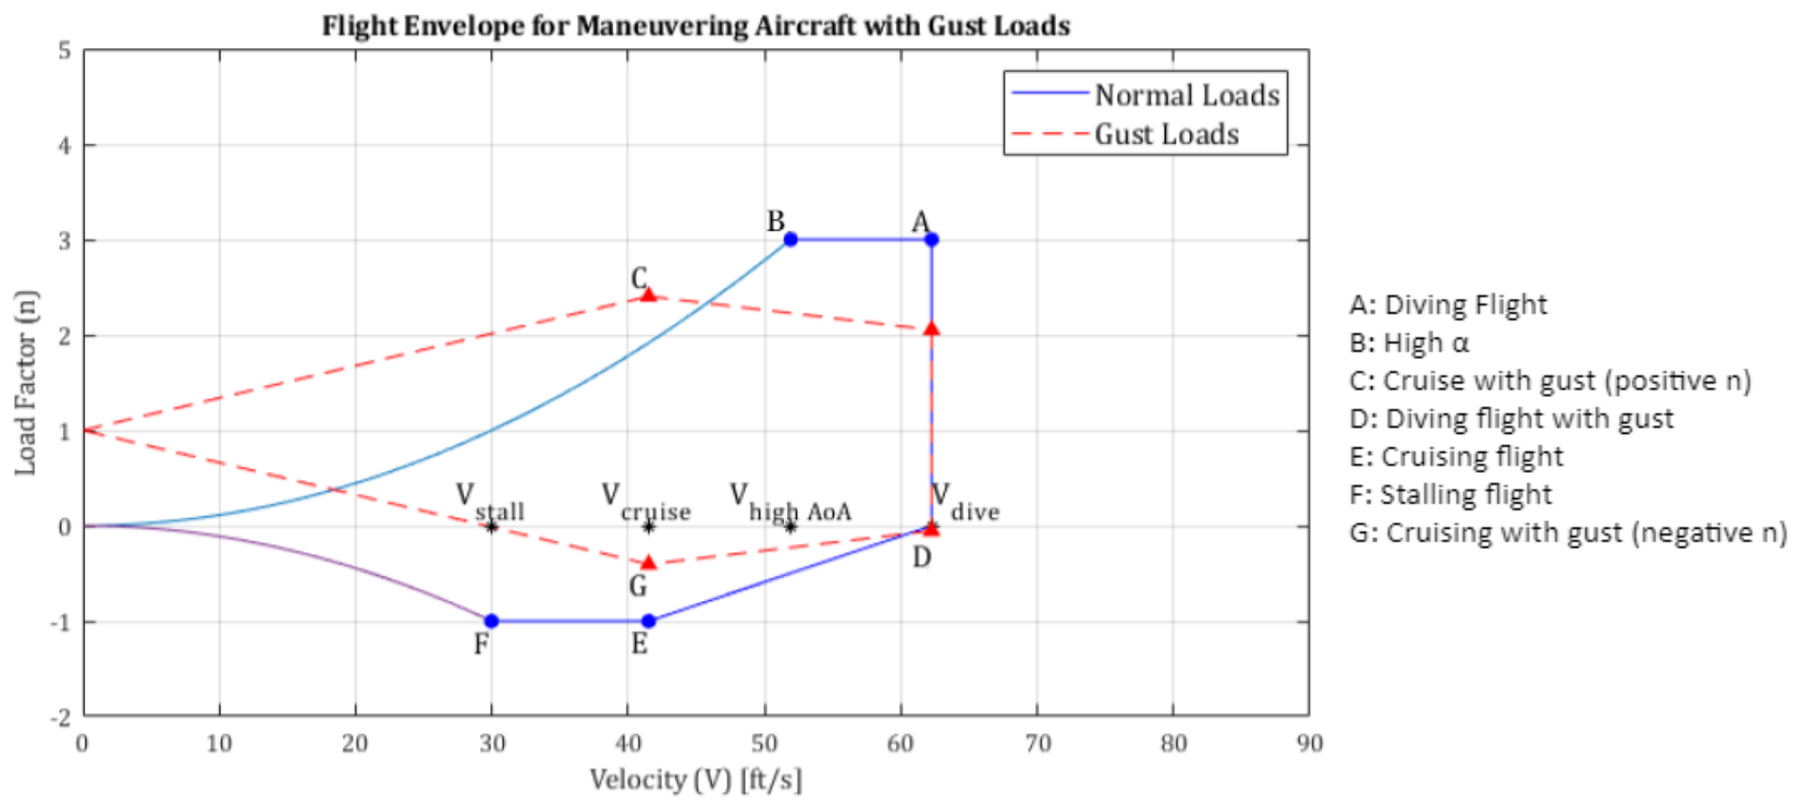 Flight Envelope for Maneuvering Aircraft with Gust Loads
5
4
3
2
1
0
-1
-2
Load Factor (n)
Normal Loads
Gust Loads
B
A
C
V stall
V cruise
V high AoA
V dive
D
G
F
E
0 10 20 30 40 50 60 70 80 90
Velocity (V) [ft/s]
A: Diving Flight
B: High α
C: Cruise with gust (positive n)
D: Diving flight with gust
E: Cruising flight
F: Stalling flight
G: Cruising with gust (negative n)